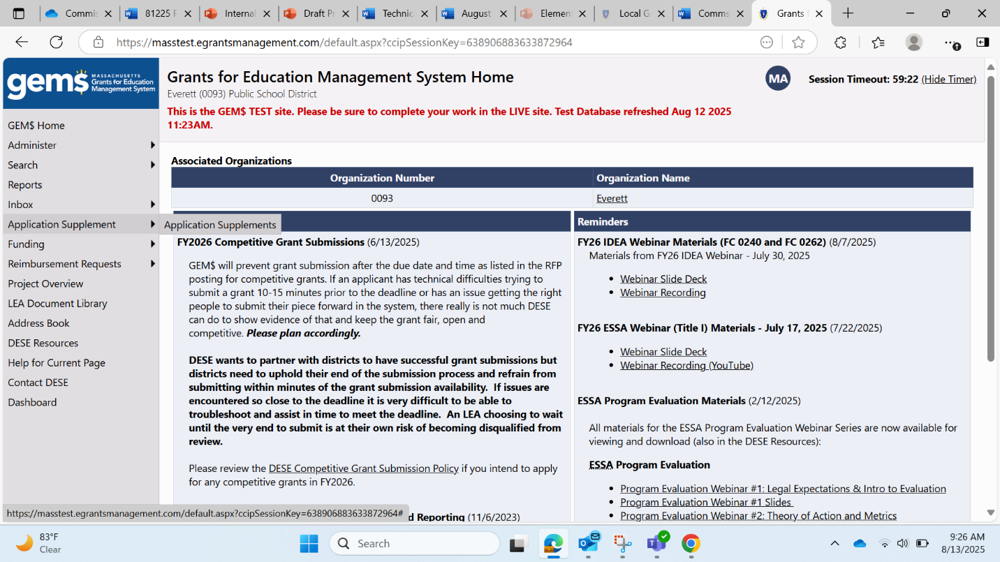 Commis
81225 F
Internal
Draft Pr
Technic
August
Elemen
Local G
Comms
Grants
https://masstest.egrantsmanagement.com/default.aspx?ccipSessionKey=638906883633872964
gem$ MASSACHUSETTS
Grants for Education
Management System
Grants for Education Management System Home
Everett (0093) Public School District
This is the GEM$ TEST site. Please be sure to complete your work in the LIVE site. Test Database refreshed Aug 12 2025
11:23AM.
MA
Session Timeout: 59:22 (Hide Timer)
GEM$ Home
Administer
Search
Reports
Inbox
Application Supplement
Application Supplements
Funding
Reimbursement Requests
Project Overview
LEA Document Library
Address Book
DESE Resources
Help for Current Page
Contact DESE
Dashboard
Associated Organizations
Organization Number Organization Name
0093 Everett
FY2026 Competitive Grant Submissions (6/13/2025)
GEM$ will prevent grant submission after the due date and time as listed in the RFP
posting for competitive grants. If an applicant has technical difficulties trying to
submit a grant 10-15 minutes prior to the deadline or has an issue getting the right
people to submit their piece forward in the system, there really is not much DESE
can do to show evidence of that and keep the grant fair, open and
competitive. Please plan accordingly.
DESE wants to partner with districts to have successful grant submissions but
districts need to uphold their end of the submission process and refrain from
submitting within minutes of the grant submission availability. If issues are
encountered so close to the deadline it is very difficult to be able to
troubleshoot and assist in time to meet the deadline. An LEA choosing to wait
until the very end to submit is at their own risk of becoming disqualified from
review.
Please review the DESE Competitive Grant Submission Policy if you intend to apply
for any competitive grants in FY2026.
d Reporting (11/6/2023)
Reminders
FY26 IDEA Webinar Materials (FC 0240 and FC 0262) (8/7/2025)
Materials from FY26 IDEA Webinar - July 30, 2025
• Webinar Slide Deck
• Webinar Recording
FY26 ESSA Webinar (Title I) Materials - July 17, 2025 (7/22/2025)
• Webinar Slide Deck
• Webinar Recording (YouTube)
ESSA Program Evaluation Materials (2/12/2025)
All materials for the ESSA Program Evaluation Webinar Series are now available for
viewing and download (also in the DESE Resources):
ESSA Program Evaluation
• Program Evaluation Webinar #1: Legal Expectations & Intro to Evaluation
• Program Evaluation Webinar #1 Slides
• Program Evaluation Webinar #2: Theory of Action and Metrics
https://masstest.egrantsmanagement.com/default.aspx?ccipSessionKey=638906883633872964#
83°F
Clear
Search
9:26 AM
8/13/2025